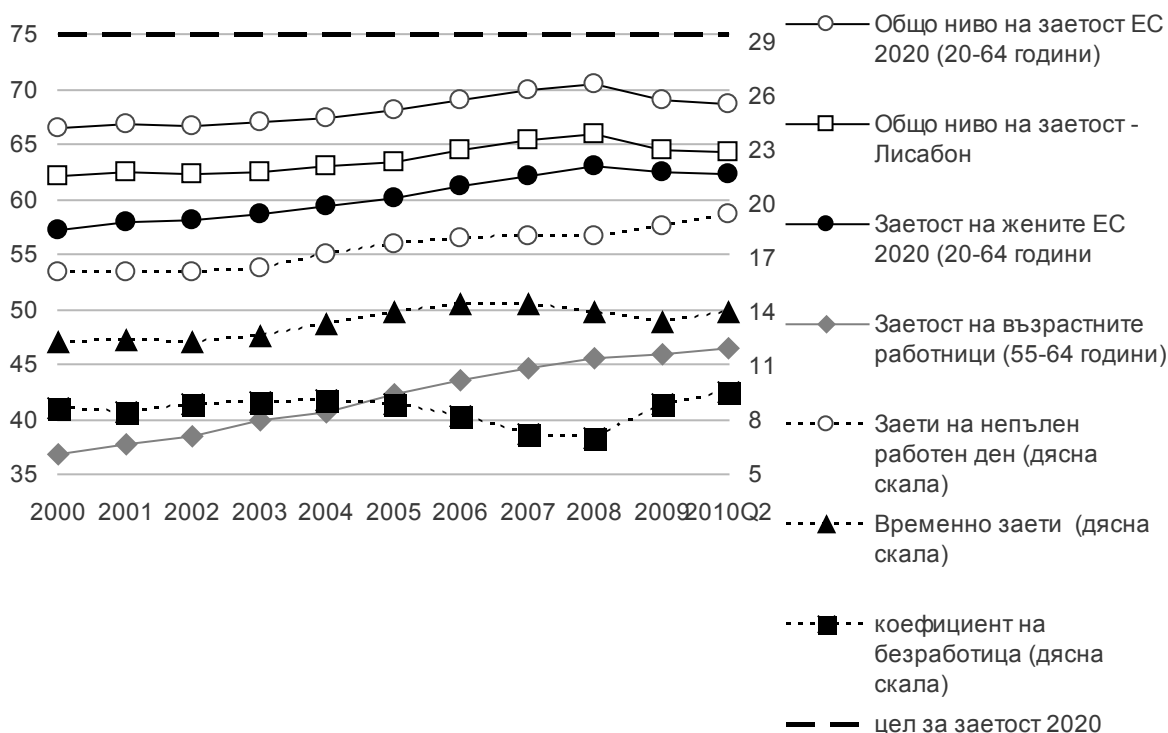 75
70
65
60
55
50
45
40
35
29
26
23
20
17
14
11
8
5
2000 2001 2002 2003 2004 2005 2006 2007 2008 2009 2010Q2
Общо ниво на заетост ЕС
2020 (20-64 години)
Общо ниво на заетост -
Лисабон
Заетост на жените ЕС
2020 (20-64 години
Заетост на възрастните
работници (55-64 години)
Заети на непълен
работен ден (дясна
скала)
Временно заети (дясна
скала)
коефициент на
безработица (дясна
скала)
цел за заетост 2020